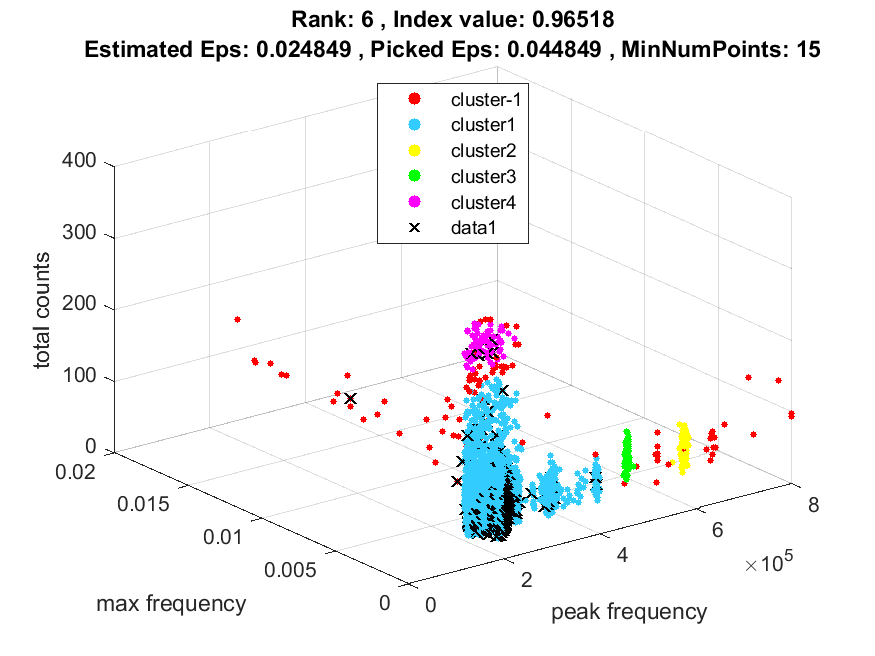 Rank: 6 , Index value: 0.96518
Estimated Eps: 0.024849 , Picked Eps: 0.044849 , MinNumPoints: 15
cluster-1
cluster1
cluster2
cluster3
cluster4
data1
400
300
200
100
0
total counts
0.02
0.015
0.01
0.005
0
max frequency
0
2
4
6
8
×10^5
peak frequency